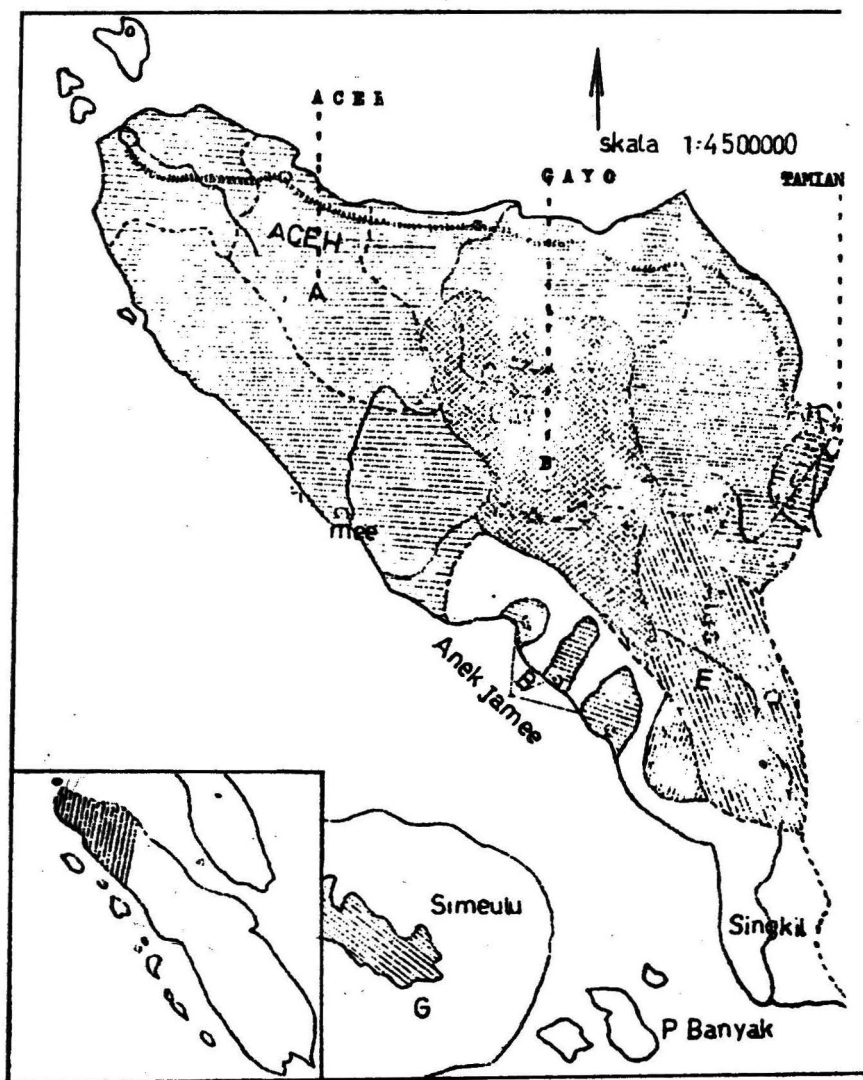 ACEH
skala 1:4500000
GAYO
TAMIAN
ACEH
A
B
mee
Anek Jamee
B
E
Simeulu
G
Singkil
P Banyak